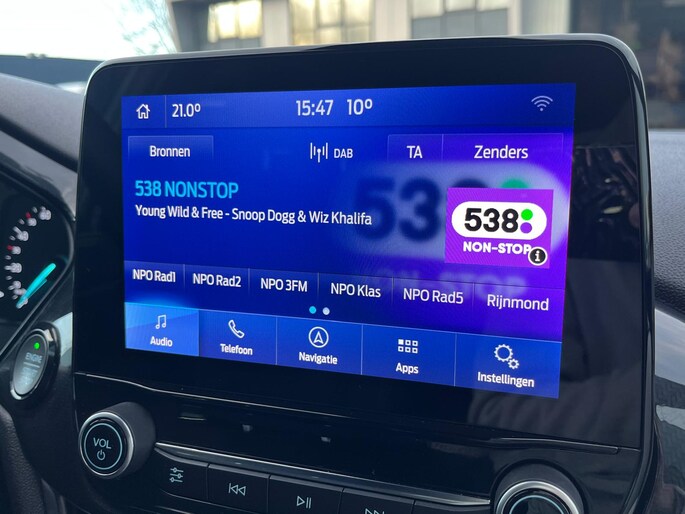 21.0°
15:47 10°
Bronnen
DAB
TA
Zenders
538 NONSTOP
Young Wild & Free - Snoop Dogg & Wiz Khalifa
538
NON-STOP
NPO Rad1
NPO Rad2
NPO 3FM
NPO Klas
NPO Rad5
Rijnmond
Audio
Telefoon
Navigatie
Apps
Instellingen
ENGINE
VOL